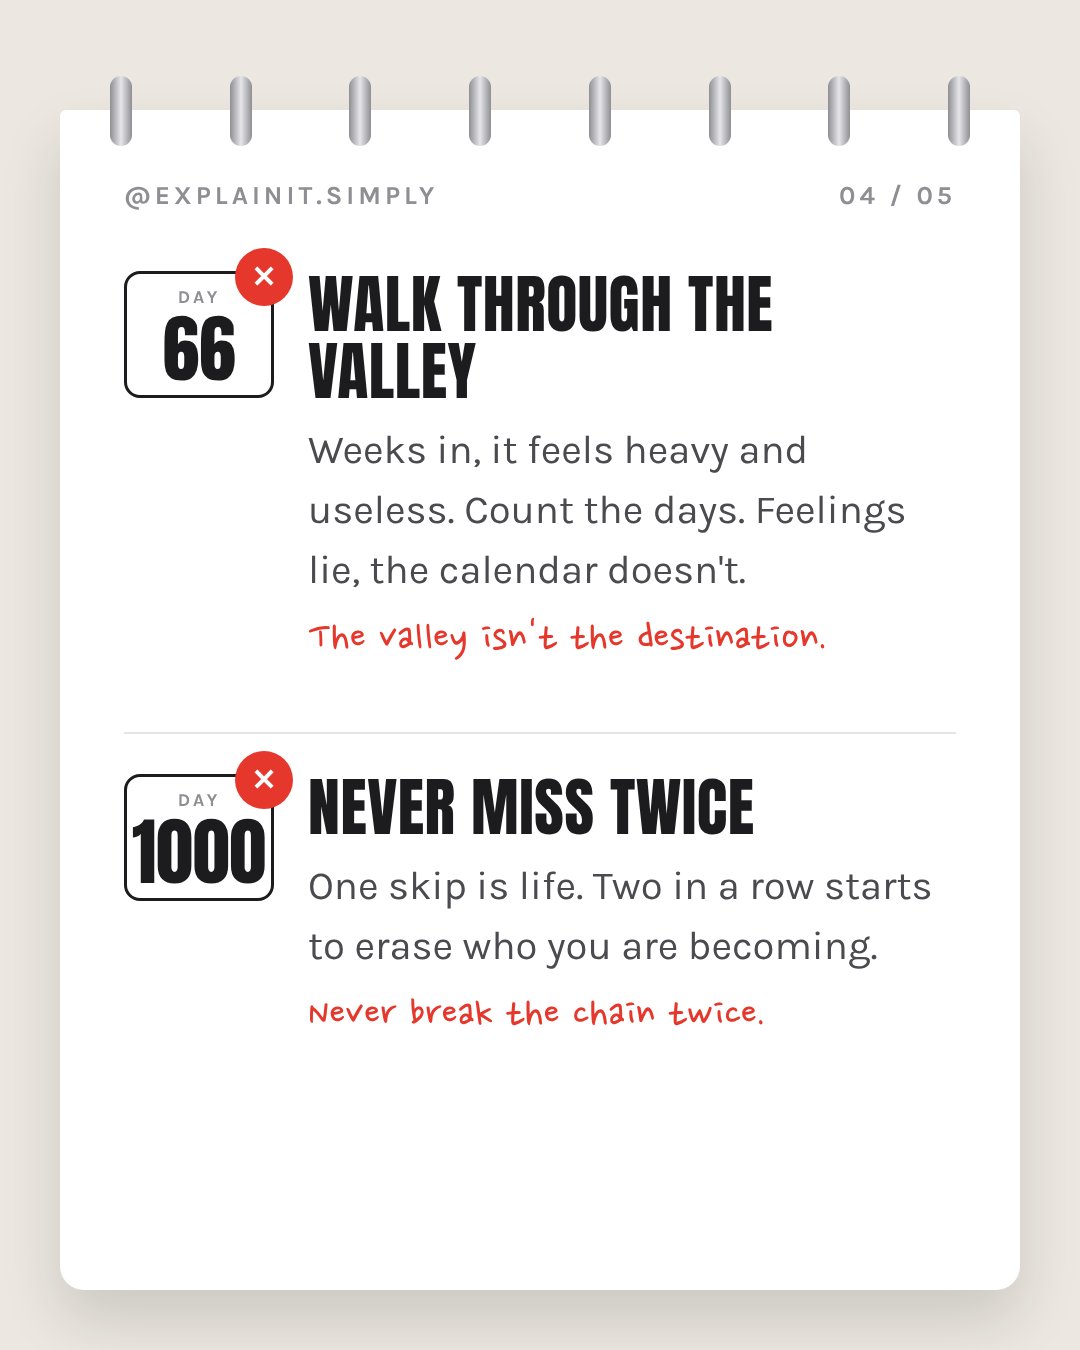 @EXPLAINIT.SIMPLY
04 / 05
DAY
66
WALK THROUGH THE
VALLEY
Weeks in, it feels heavy and
useless. Count the days. Feelings
lie, the calendar doesn't.
The valley isn't the destination.
DAY
1000
NEVER MISS TWICE
One skip is life. Two in a row starts
to erase who you are becoming.
Never break the chain twice.